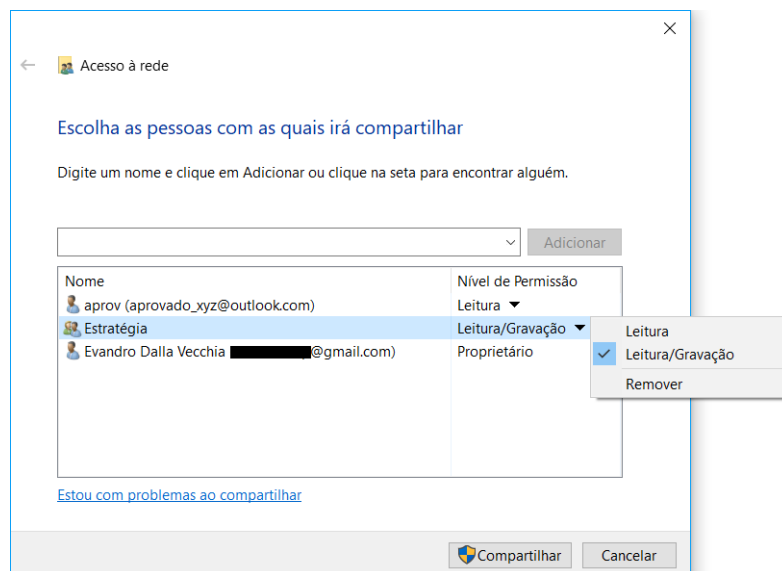 Acesso à rede
Escolha as pessoas com as quais irá compartilhar
Digite um nome e clique em Adicionar ou clique na seta para encontrar alguém.
Adicionar
Nome Nível de Permissão
aprov (aprovado_xyz@outlook.com) Leitura
Estratégia Leitura/Gravação
Evandro Dalla Vecchia @gmail.com) Proprietário
Leitura
Leitura/Gravação
Remover
Estou com problemas ao compartilhar
Compartilhar Cancelar